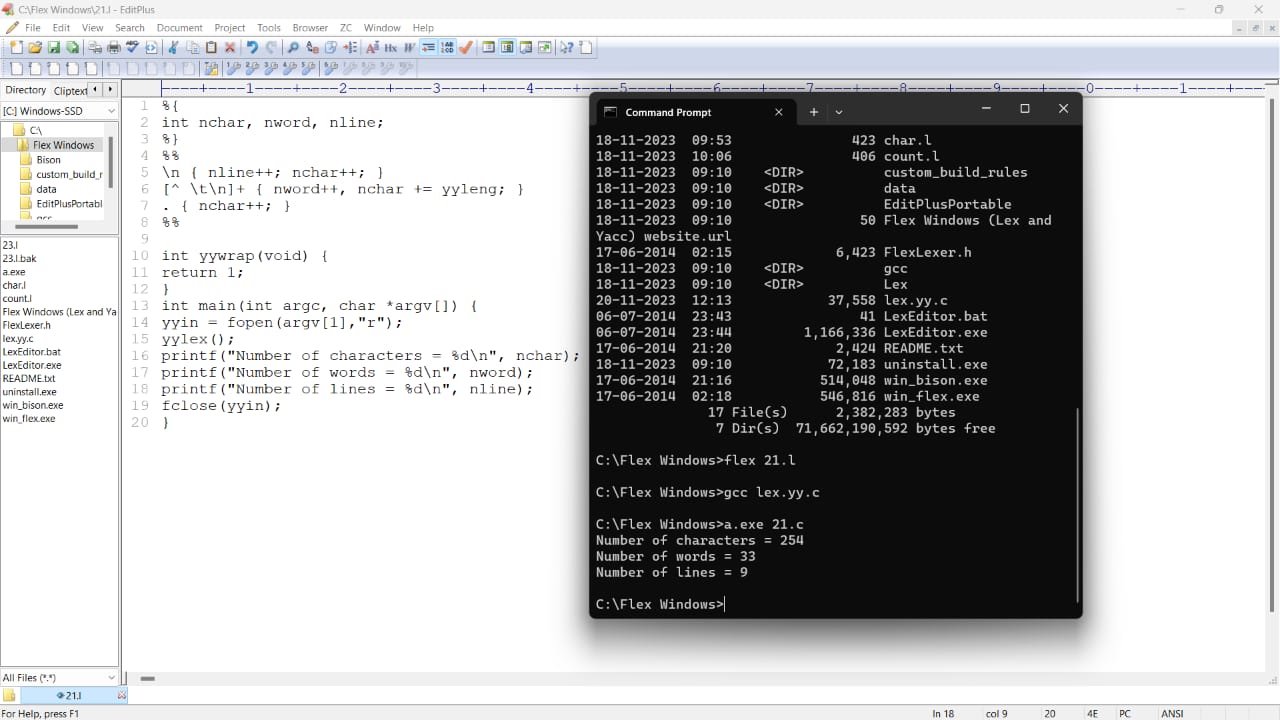 C:\Flex Windows\21.l - EditPlus
File Edit View Search Document Project Tools Browser ZC Window Help
Directory Cliptext
[C:] Windows-SSD
C:\
Flex Windows
Bison
custom_build_r
data
EditPlusPortabl
gcc
23.l
23.l.bak
a.exe
char.l
count.l
Flex Windows (Lex and Ya
FlexLexer.h
lex.yy.c
LexEditor.bat
LexEditor.exe
README.txt
uninstall.exe
win_bison.exe
win_flex.exe
All Files (*.*)
21.l
----+----1----+----2----+----3----+----4----+----5----+----6----+----7----+----8----+----9----+----0----+----1----+--
1 %{
2 int nchar, nword, nline;
3 %}
4 %%
5 \n { nline++; nchar++; }
6 [^ \t\n]+ { nword++, nchar += yyleng; }
7 . { nchar++; }
8 %%
9
10 int yywrap(void) {
11 return 1;
12 }
13 int main(int argc, char *argv[]) {
14 yyin = fopen(argv[1],"r");
15 yylex();
16 printf("Number of characters = %d\n", nchar);
17 printf("Number of words = %d\n", nword);
18 printf("Number of lines = %d\n", nline);
19 fclose(yyin);
20 }
Command Prompt
18-11-2023 09:53 423 char.l
18-11-2023 10:06 406 count.l
18-11-2023 09:10 <DIR> custom_build_rules
18-11-2023 09:10 <DIR> data
18-11-2023 09:10 <DIR> EditPlusPortable
18-11-2023 09:10 50 Flex Windows (Lex and
Yacc) website.url
17-06-2014 02:15 6,423 FlexLexer.h
18-11-2023 09:10 <DIR> gcc
18-11-2023 09:10 <DIR> Lex
20-11-2023 12:13 37,558 lex.yy.c
06-07-2014 23:43 41 LexEditor.bat
06-07-2014 23:44 1,166,336 LexEditor.exe
17-06-2014 21:20 2,424 README.txt
18-11-2023 09:10 72,183 uninstall.exe
17-06-2014 21:16 514,048 win_bison.exe
17-06-2014 02:18 546,816 win_flex.exe
17 File(s) 2,382,283 bytes
7 Dir(s) 71,662,190,592 bytes free
C:\Flex Windows>flex 21.l
C:\Flex Windows>gcc lex.yy.c
C:\Flex Windows>a.exe 21.c
Number of characters = 254
Number of words = 33
Number of lines = 9
C:\Flex Windows>
For Help, press F1
ln 18 col 9 20 4E PC ANSI